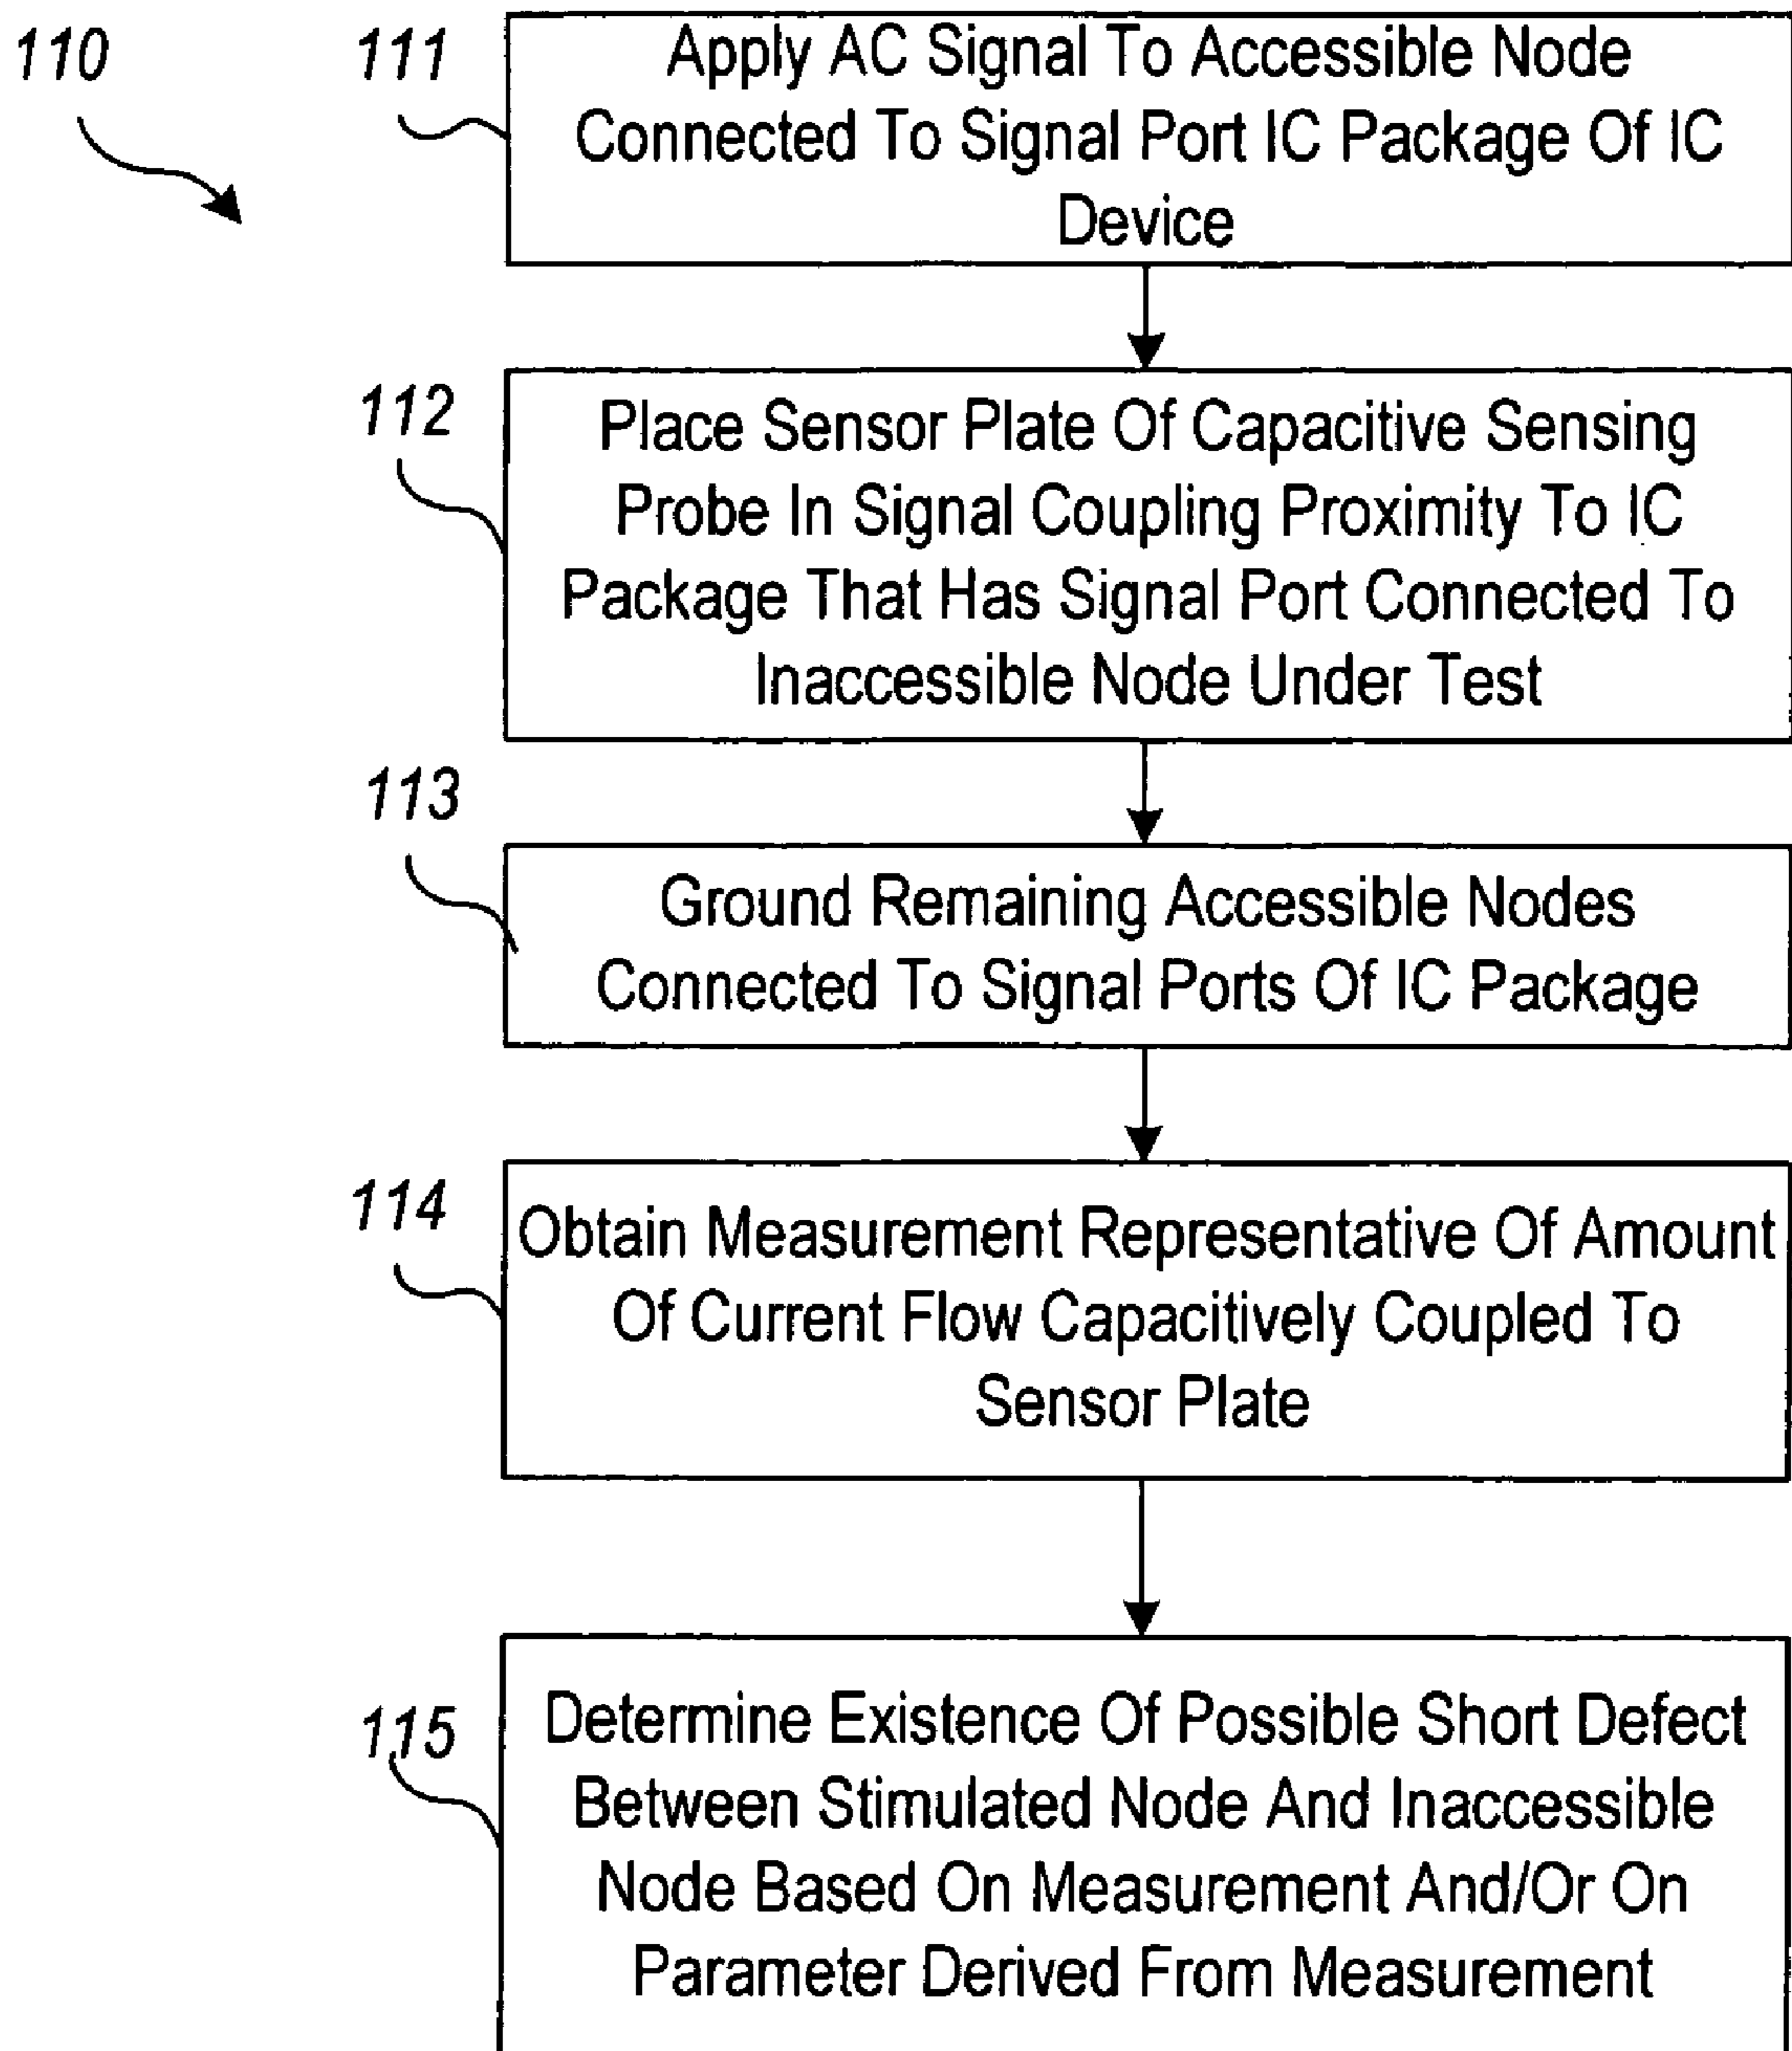 110
111
Apply AC Signal To Accessible Node
Connected To Signal Port IC Package Of IC
Device
112
Place Sensor Plate Of Capacitive Sensing
Probe In Signal Coupling Proximity To IC
Package That Has Signal Port Connected To
Inaccessible Node Under Test
113
Ground Remaining Accessible Nodes
Connected To Signal Ports Of IC Package
114
Obtain Measurement Representative Of Amount
Of Current Flow Capacitively Coupled To
Sensor Plate
115
Determine Existence Of Possible Short Defect
Between Stimulated Node And Inaccessible
Node Based On Measurement And/Or On
Parameter Derived From Measurement